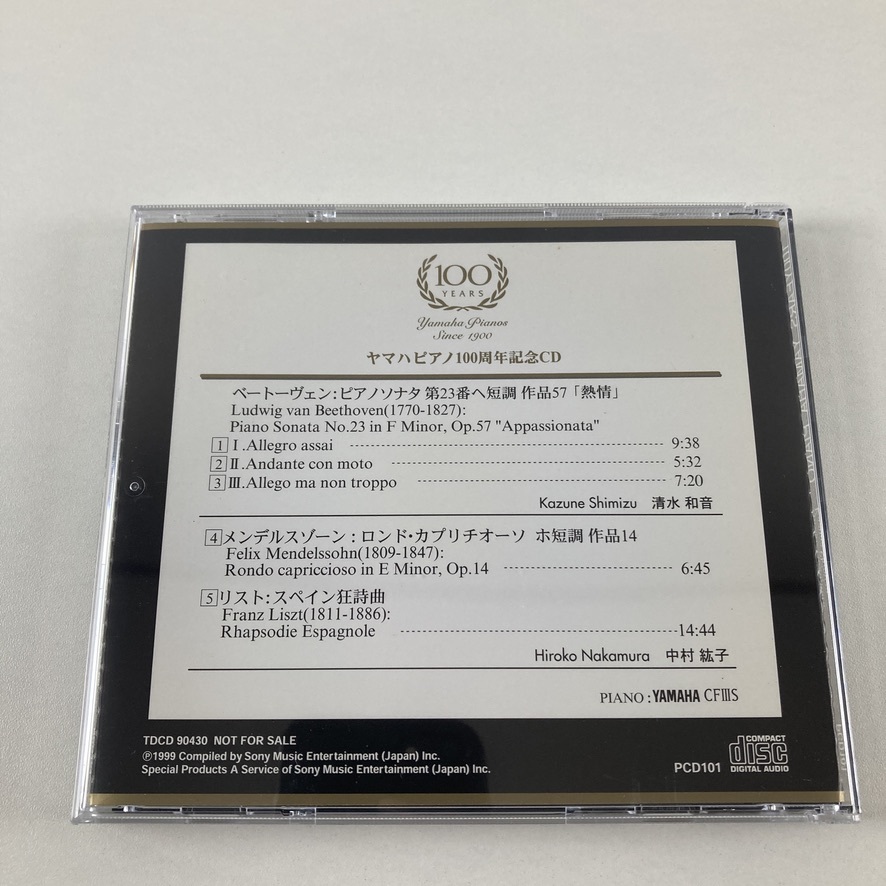 100
YEARS
Yamaha Pianos
Since 1900
ヤマハピアノ100周年記念CD
ベートーヴェン:ピアノソナタ 第23番ヘ短調 作品57「熱情」
Ludwig van Beethoven(1770-1827):
Piano Sonata No.23 in F Minor, Op.57 "Appassionata"
1 Ⅰ.Allegro assai 9:38
2 Ⅱ.Andante con moto 5:32
3 Ⅲ.Allego ma non troppo 7:20
Kazune Shimizu 清水 和音
4 メンデルスゾーン:ロンド・カプリチオーソ ホ短調 作品14
Felix Mendelssohn(1809-1847):
Rondo capriccioso in E Minor, Op.14 6:45
5 リスト:スペイン狂詩曲
Franz Liszt(1811-1886):
Rhapsodie Espagnole 14:44
Hiroko Nakamura 中村 紘子
PIANO : YAMAHA CFⅢS
TDCD 90430 NOT FOR SALE
Ⓟ1999 Compiled by Sony Music Entertainment (Japan) Inc.
Special Products A Service of Sony Music Entertainment (Japan) Inc.
PCD101
COMPACT
disc
DIGITAL AUDIO